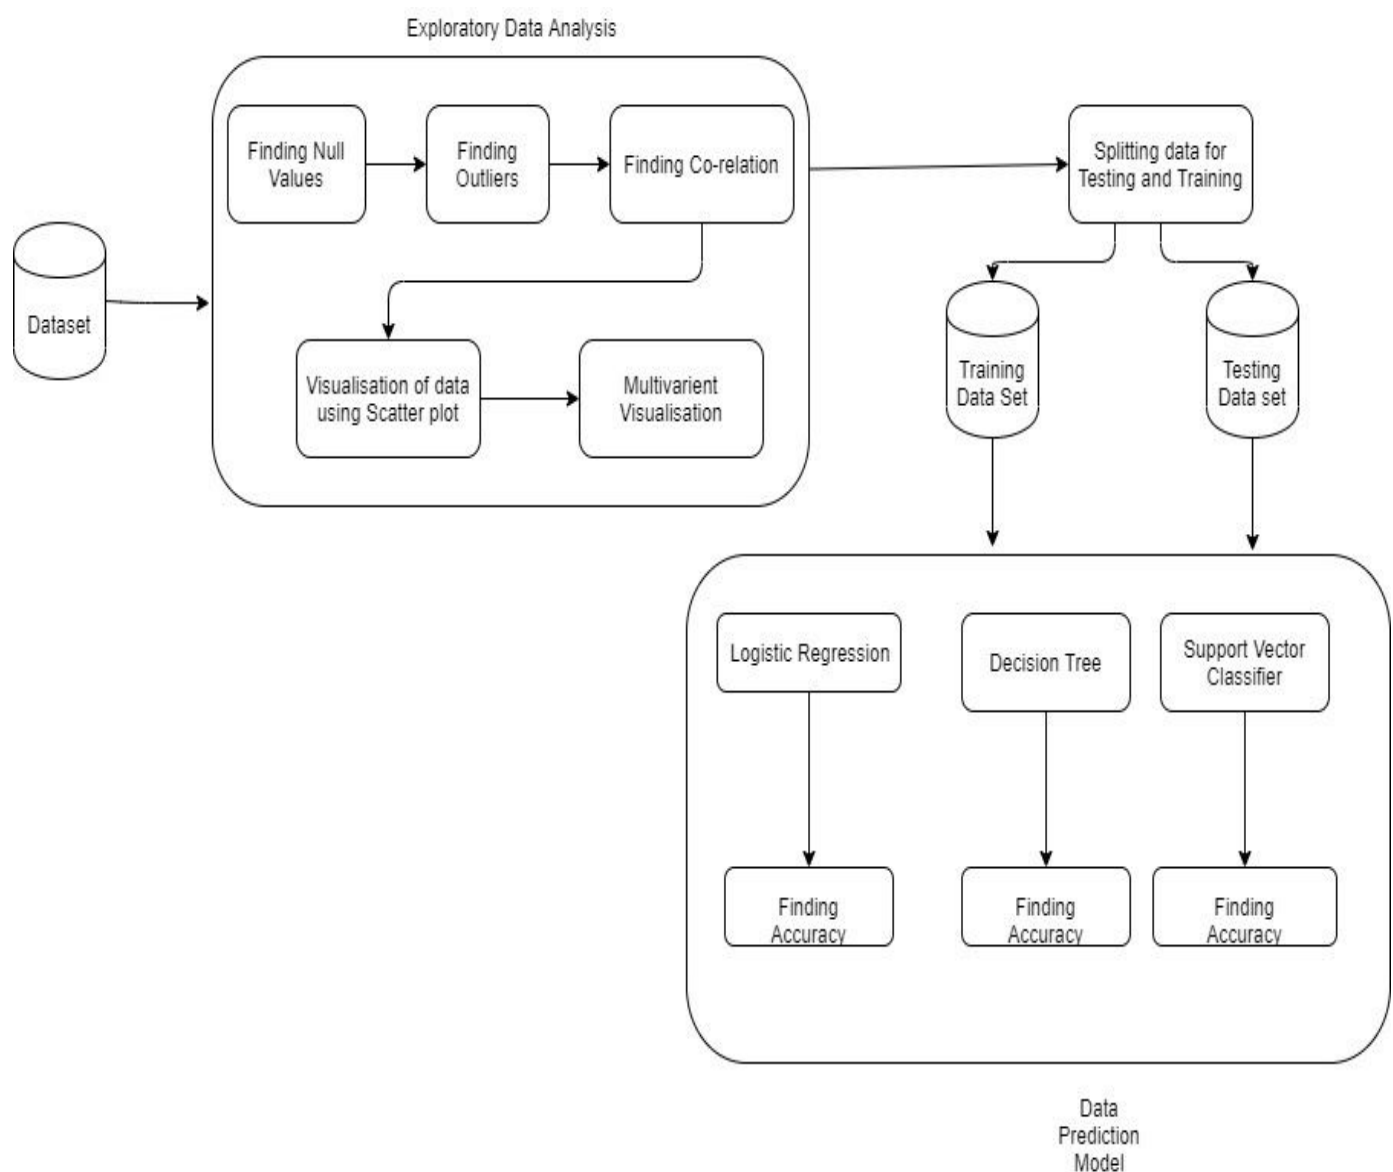 Exploratory Data Analysis
Finding Null
Values
Finding
Outliers
Finding Co-relation
Splitting data for
Testing and Training
Dataset
Visualisation of data
using Scatter plot
Multivarient
Visualisation
Training
Data Set
Testing
Data set
Logistic Regression
Decision Tree
Support Vector
Classifier
Finding
Accuracy
Finding
Accuracy
Finding
Accuracy
Data
Prediction
Model